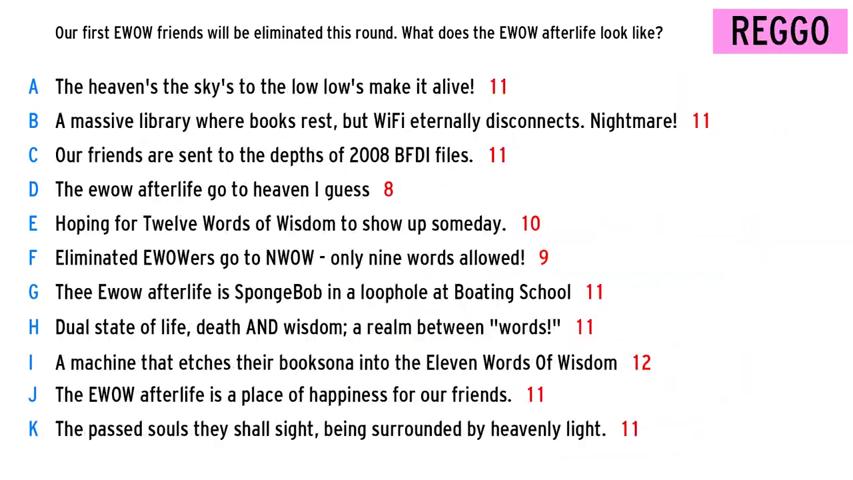 Our first EWOW friends will be eliminated this round. What does the EWOW afterlife look like?
REGGO
A The heaven's the sky's to the low low's make it alive! 11
B A massive library where books rest, but WiFi eternally disconnects. Nightmare! 11
C Our friends are sent to the depths of 2008 BFDI files. 11
D The ewow afterlife go to heaven I guess 8
E Hoping for Twelve Words of Wisdom to show up someday. 10
F Eliminated EWOWers go to NWOW - only nine words allowed! 9
G Thee Ewow afterlife is SpongeBob in a loophole at Boating School 11
H Dual state of life, death AND wisdom; a realm between "words!" 11
I A machine that etches their booksona into the Eleven Words Of Wisdom 12
J The EWOW afterlife is a place of happiness for our friends. 11
K The passed souls they shall sight, being surrounded by heavenly light. 11